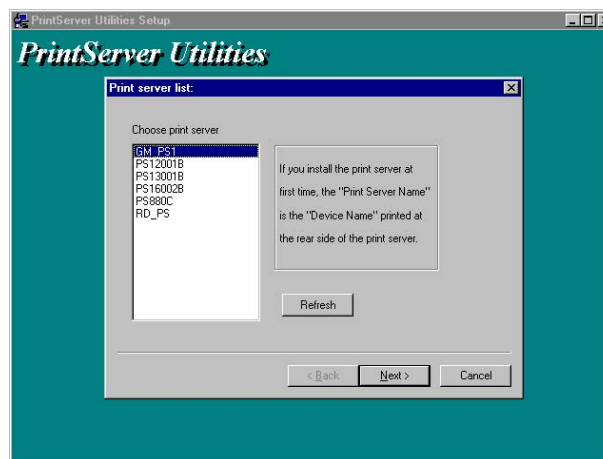 PrintServer Utilities Setup
PrintServer Utilities
Print server list:
Choose print server
GM_PS1
PS12001B
PS13001B
PS16002B
PS880C
RD_PS
If you install the print server at
first time, the "Print Server Name"
is the "Device Name" printed at
the rear side of the print server.
Refresh
< Back
Next >
Cancel